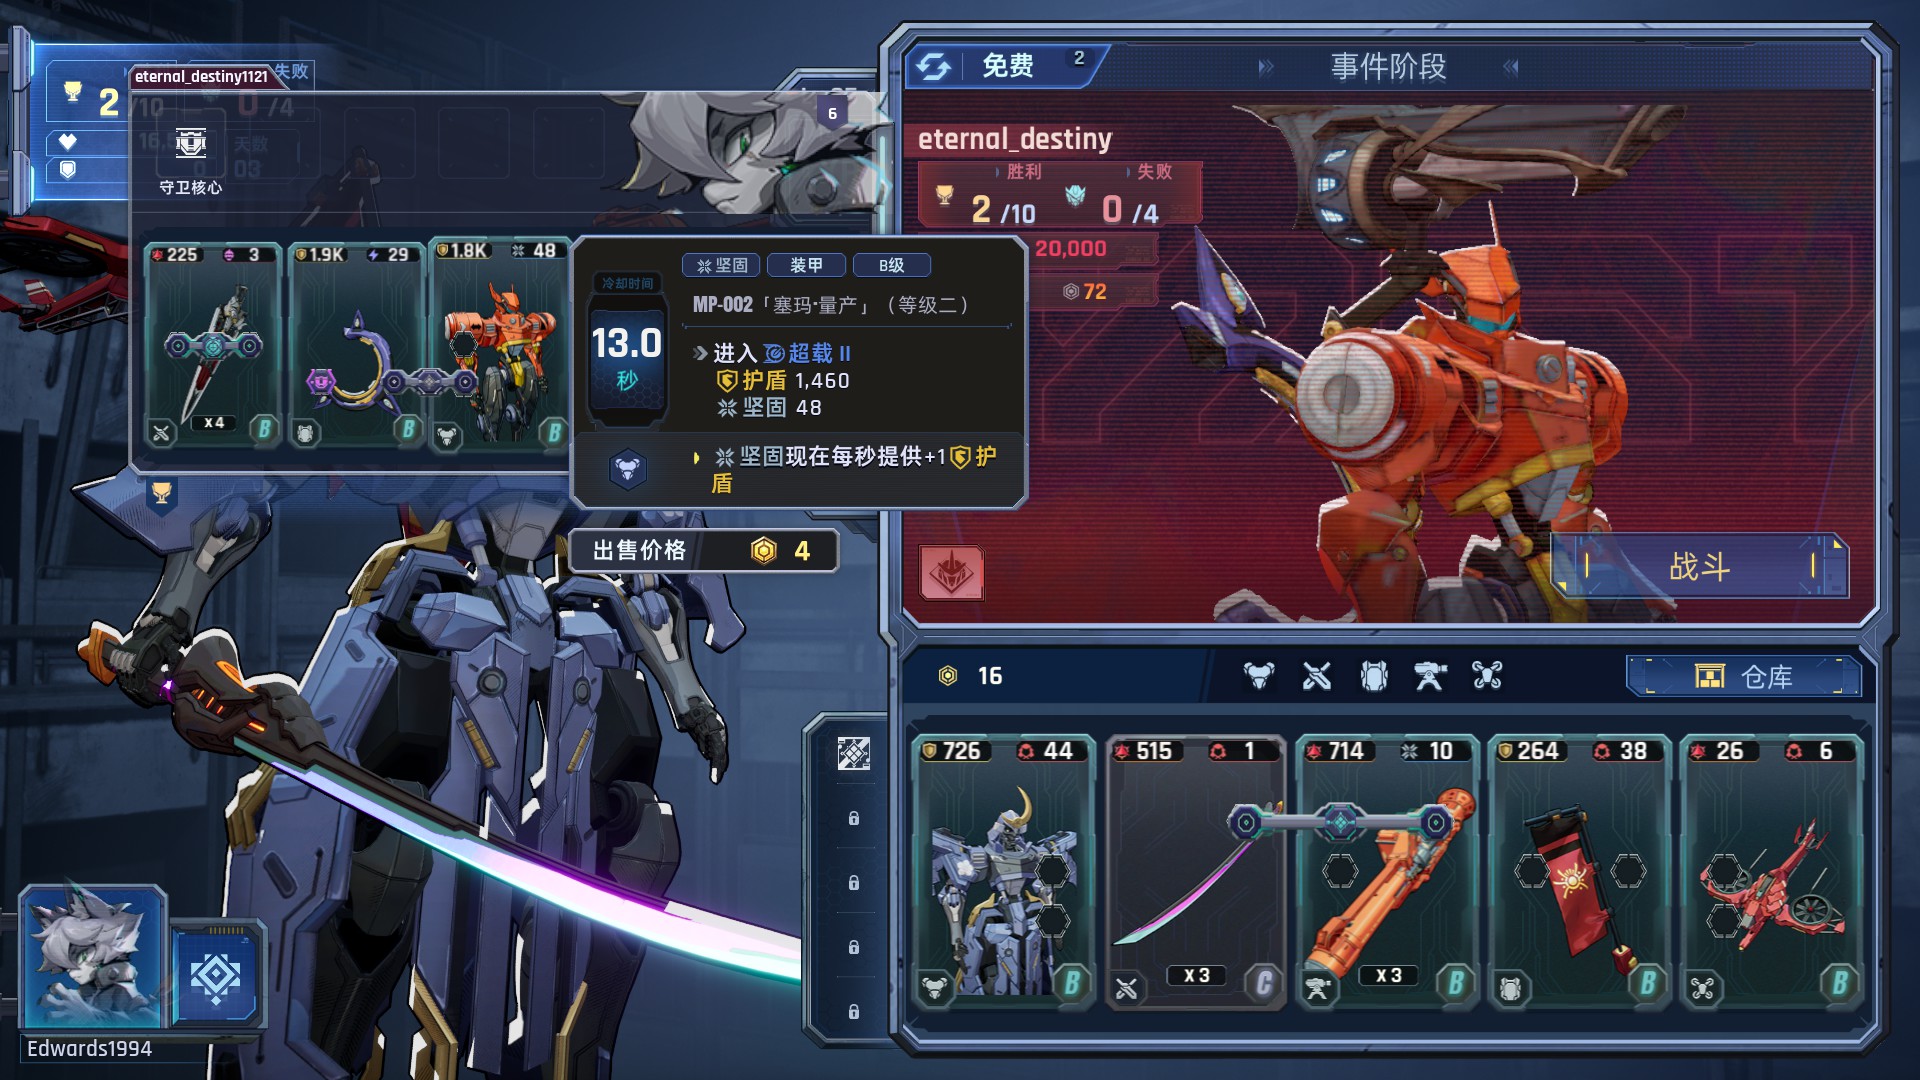 eternal_destiny1121
失败
2/10
0/4
天数
03
守卫核心
6
225
3
1.9K
29
1.8K
48
x4
B
B
B
坚固
装甲
B级
冷却时间
13.0
秒
MP-002「塞玛·量产」（等级二）
进入超载 II
护盾 1,460
坚固 48
坚固现在每秒提供+1护
盾
出售价格
4
免费
2
事件阶段
eternal_destiny
胜利
失败
2/10
0/4
20,000
72
战斗
16
仓库
726
44
515
1
714
10
264
38
26
6
x3
x3
B
C
B
B
B
Edwards1994